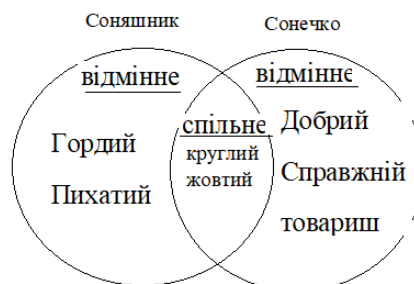 Соняшник
Сонечко
відмінне
відмінне
спільне
круглий
жовтий
Гордий
Пихатий
Добрий
Справжній
товариш